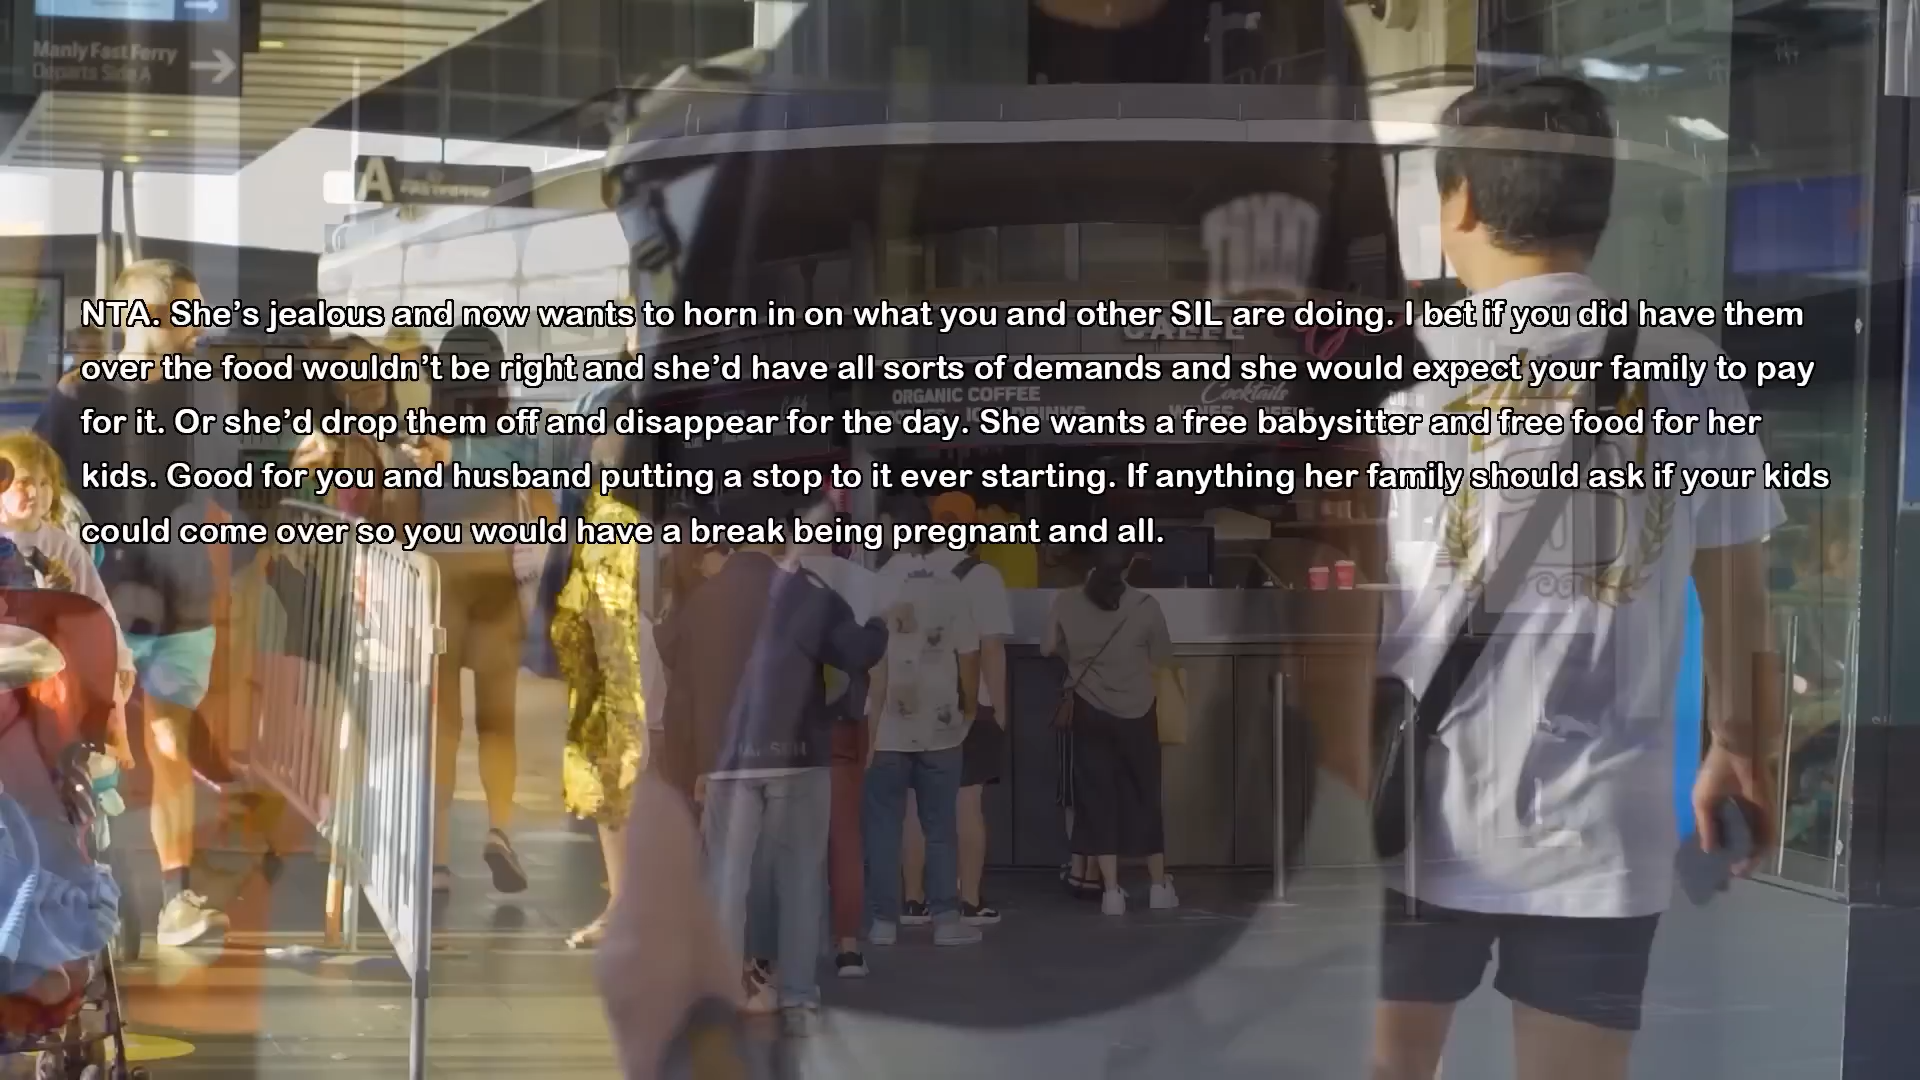 Manly Fast Ferry
Departs Side A
A
NTA. She’s jealous and now wants to horn in on what you and other SIL are doing. I bet if you did have them
over the food wouldn’t be right and she’d have all sorts of demands and she would expect your family to pay
for it. Or she’d drop them off and disappear for the day. She wants a free babysitter and free food for her
kids. Good for you and husband putting a stop to it ever starting. If anything her family should ask if your kids
could come over so you would have a break being pregnant and all.
ORGANIC COFFEE
Cocktails